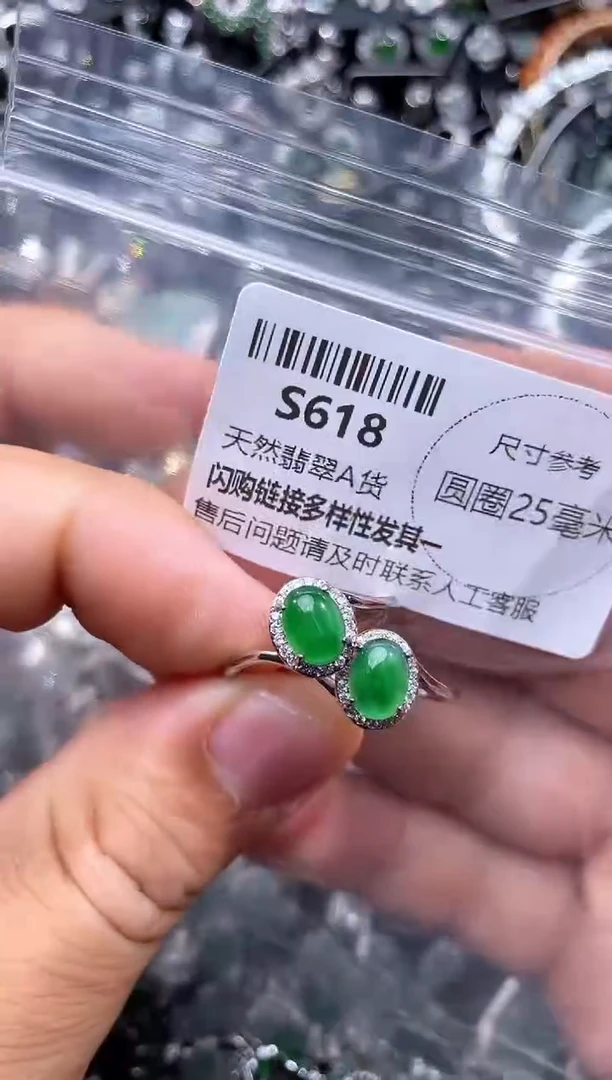 S618
天然翡翠A货
闪购链接多样性发其一
售后问题请及时联系人工客服
尺寸参考
圆圈25毫米